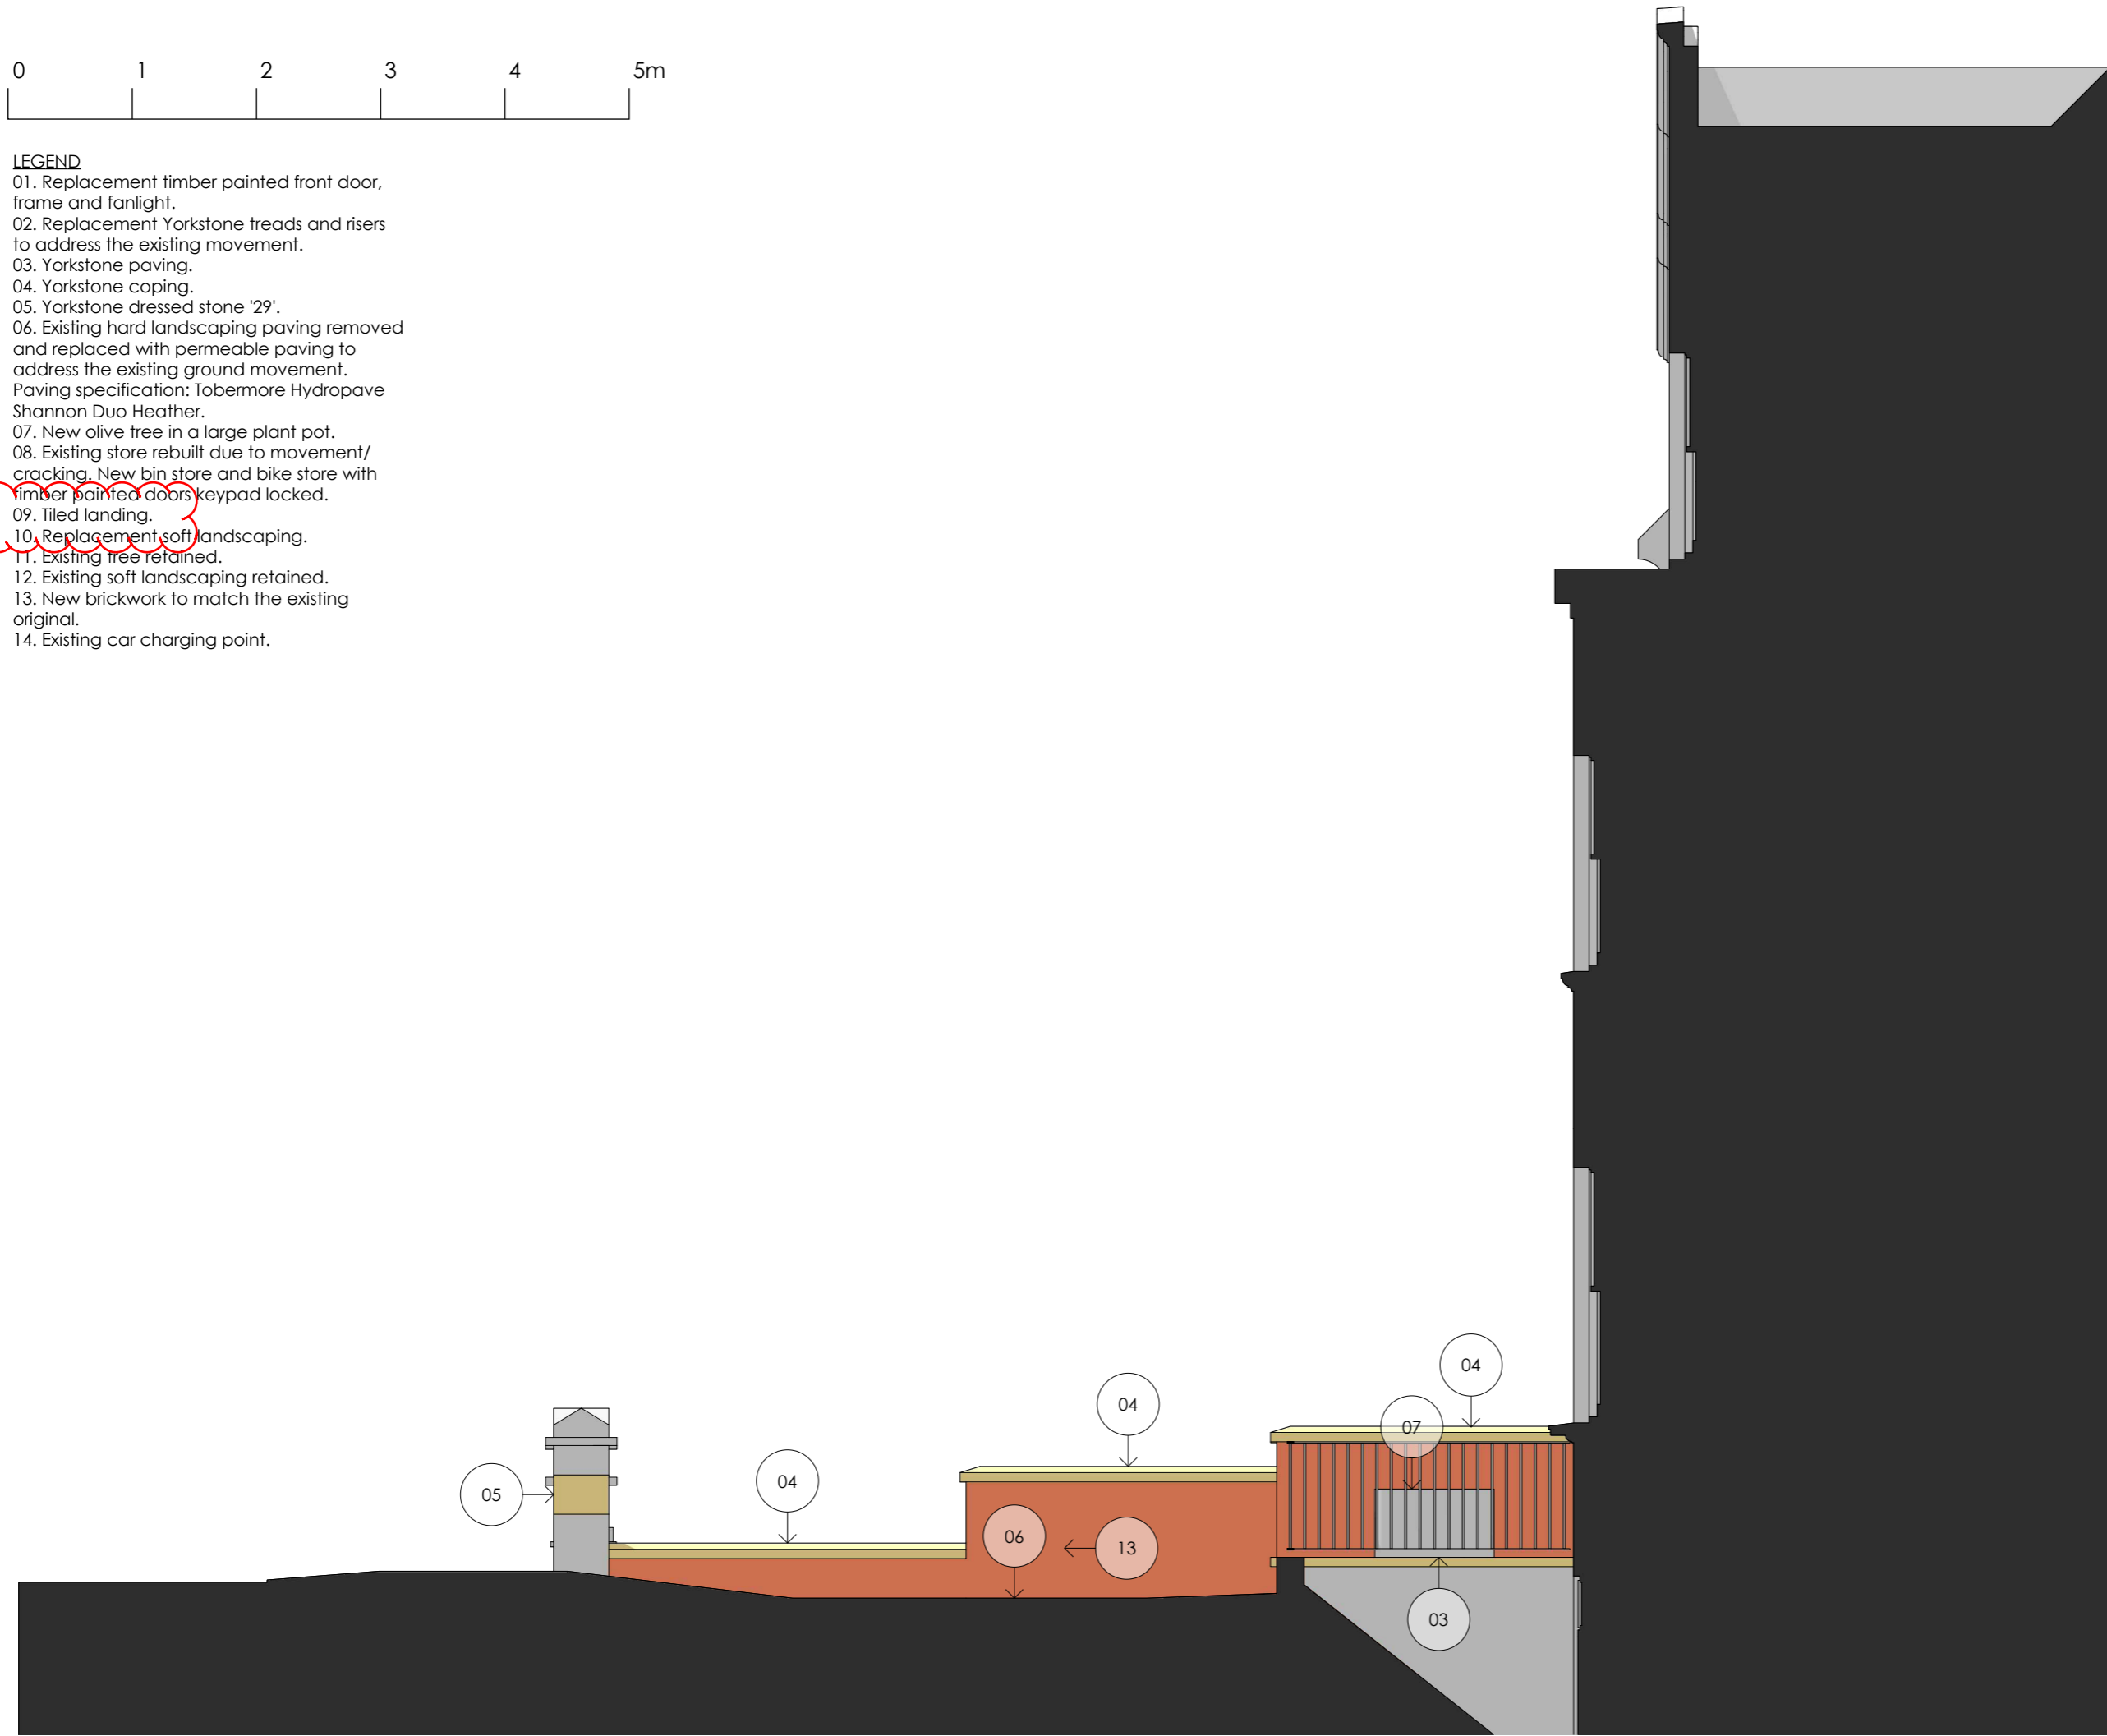 0 1 2 3 4 5m
LEGEND
01. Replacement timber painted front door,
frame and fanlight.
02. Replacement Yorkstone treads and risers
to address the existing movement.
03. Yorkstone paving.
04. Yorkstone coping.
05. Yorkstone dressed stone '29'.
06. Existing hard landscaping paving removed
and replaced with permeable paving to
address the existing ground movement.
Paving specification: Tobermore Hydropave
Shannon Duo Heather.
07. New olive tree in a large plant pot.
08. Existing store rebuilt due to movement/
cracking. New bin store and bike store with
timber painted doors keypad locked.
09. Tiled landing.
10. Replacement soft landscaping.
11. Existing tree retained.
12. Existing soft landscaping retained.
13. New brickwork to match the existing
original.
14. Existing car charging point.
04
04
07
04
05
06
13
03